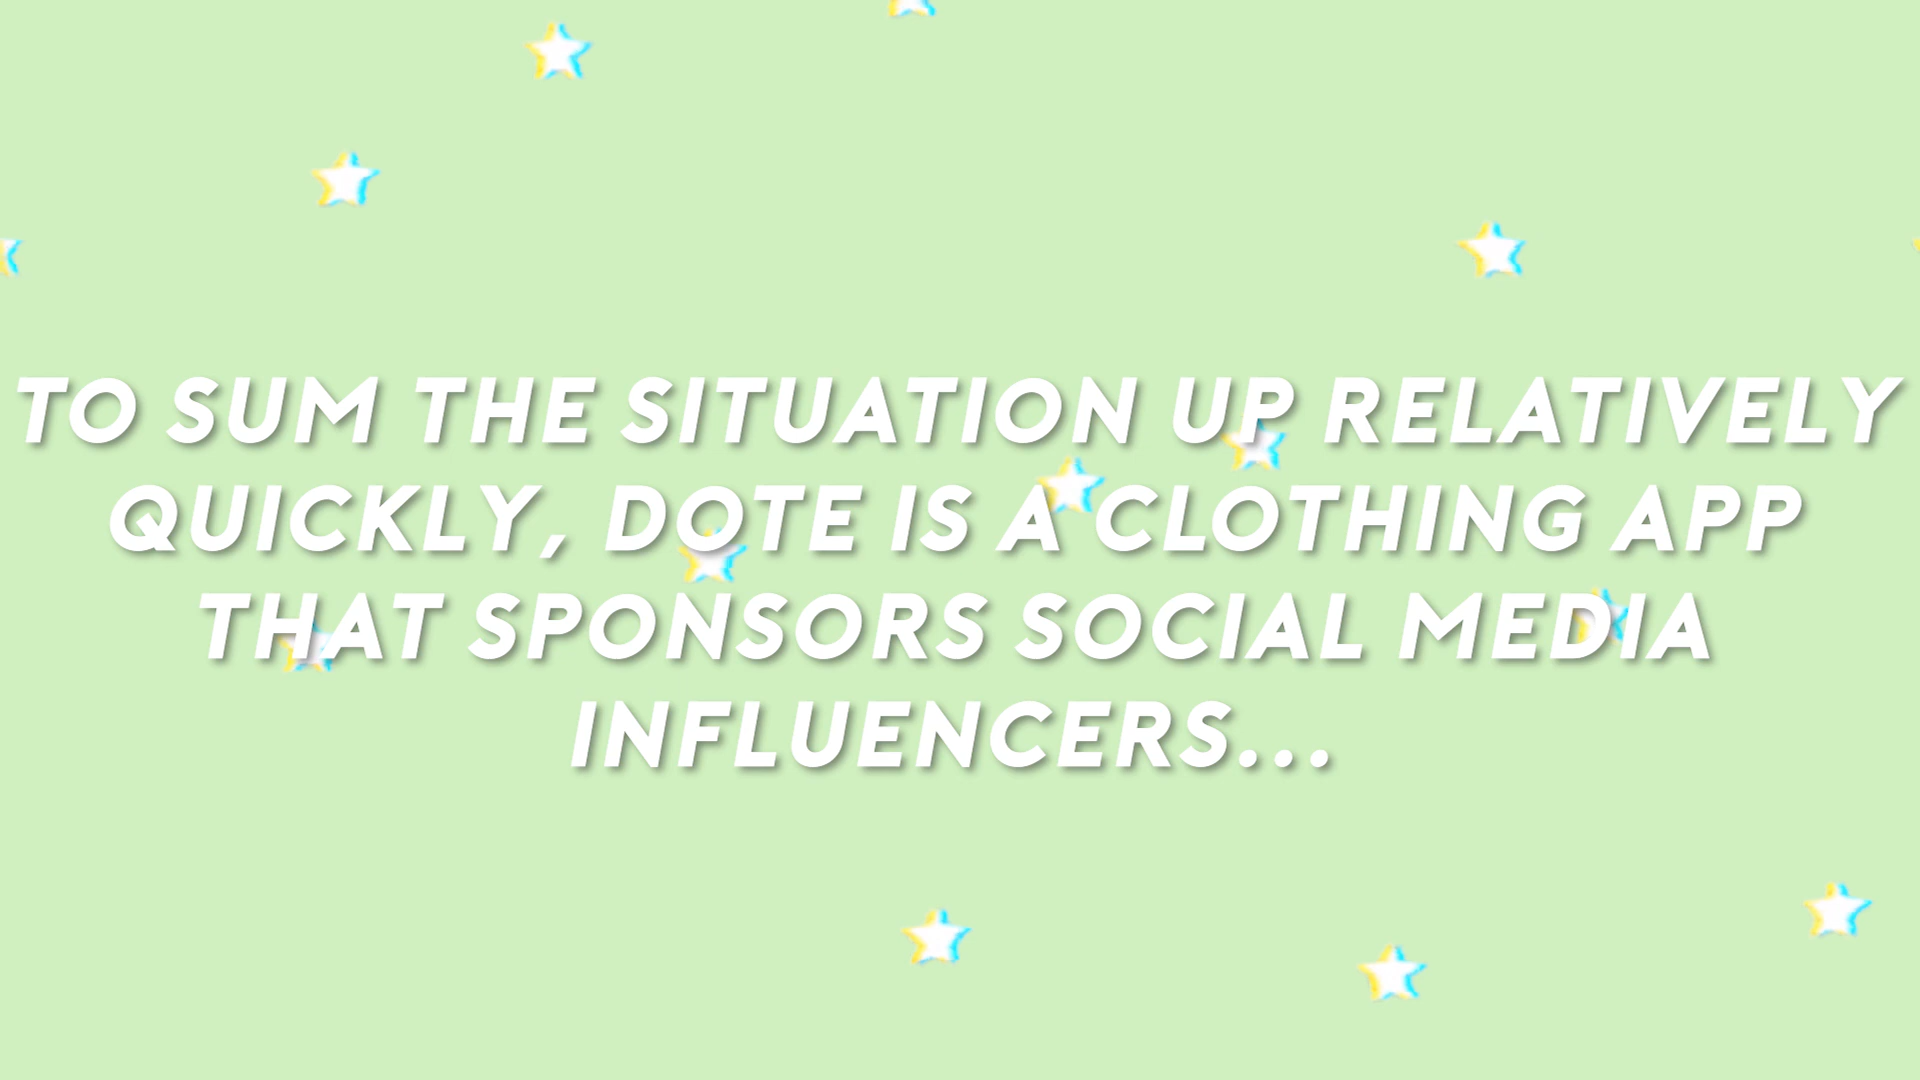 TO SUM THE SITUATION UP RELATIVELY
QUICKLY, DOTE IS A CLOTHING APP
THAT SPONSORS SOCIAL MEDIA
INFLUENCERS...